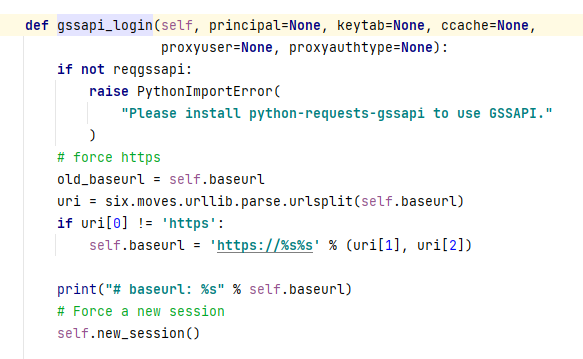 def gssapi_login(self, principal=None, keytab=None, ccache=None,
                 proxyuser=None, proxyauthtype=None):
    if not reqgssapi:
        raise PythonImportError(
            "Please install python-requests-gssapi to use GSSAPI."
        )
    # force https
    old_baseurl = self.baseurl
    uri = six.moves.urllib.parse.urlsplit(self.baseurl)
    if uri[0] != 'https':
        self.baseurl = 'https://%s%s' % (uri[1], uri[2])

    print("# baseurl: %s" % self.baseurl)
    # Force a new session
    self.new_session()